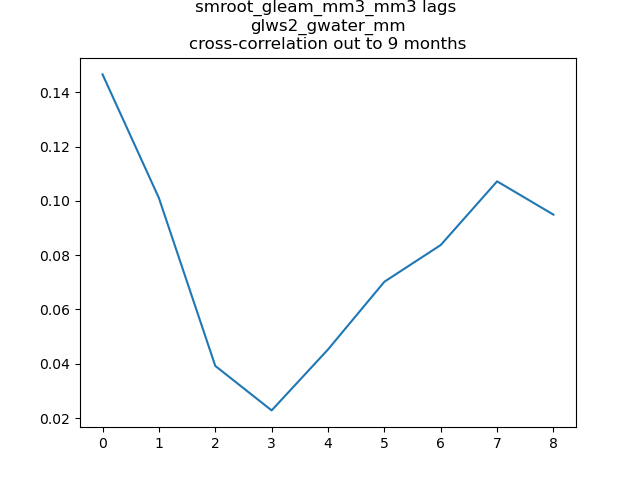 smroot_gleam_mm3_mm3 lags
glws2_gwater_mm
cross-correlation out to 9 months
0.14
0.12
0.10
0.08
0.06
0.04
0.02
0 1 2 3 4 5 6 7 8